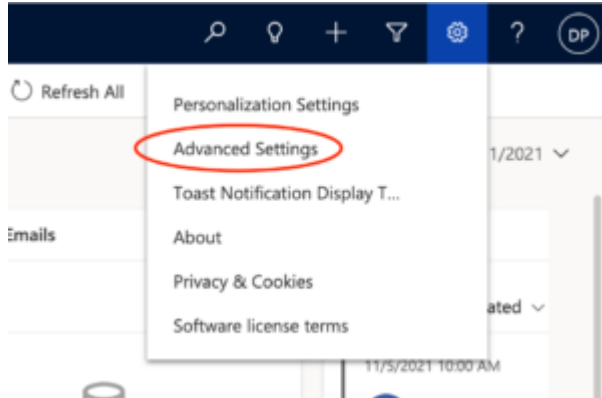 ? DP
Refresh All
Personalization Settings
Advanced Settings
1/2021
Toast Notification Display T...
Emails
About
Privacy & Cookies
ated
Software license terms
11/5/2021 10:00 AM